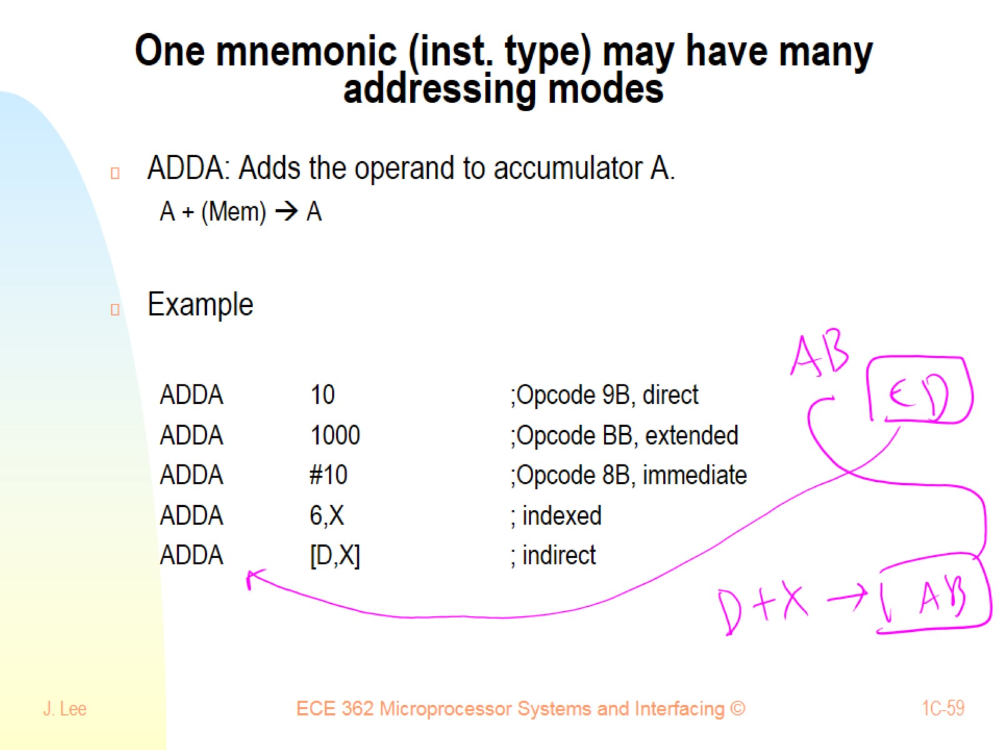 One mnemonic (inst. type) may have many
addressing modes
ADDA: Adds the operand to accumulator A.
A + (Mem) → A
Example
AB
ED
ADDA 10 ;Opcode 9B, direct
ADDA 1000 ;Opcode BB, extended
ADDA #10 ;Opcode 8B, immediate
ADDA 6,X ; indexed
ADDA [D,X] ; indirect
D+X → AB
J. Lee ECE 362 Microprocessor Systems and Interfacing © 1C-59